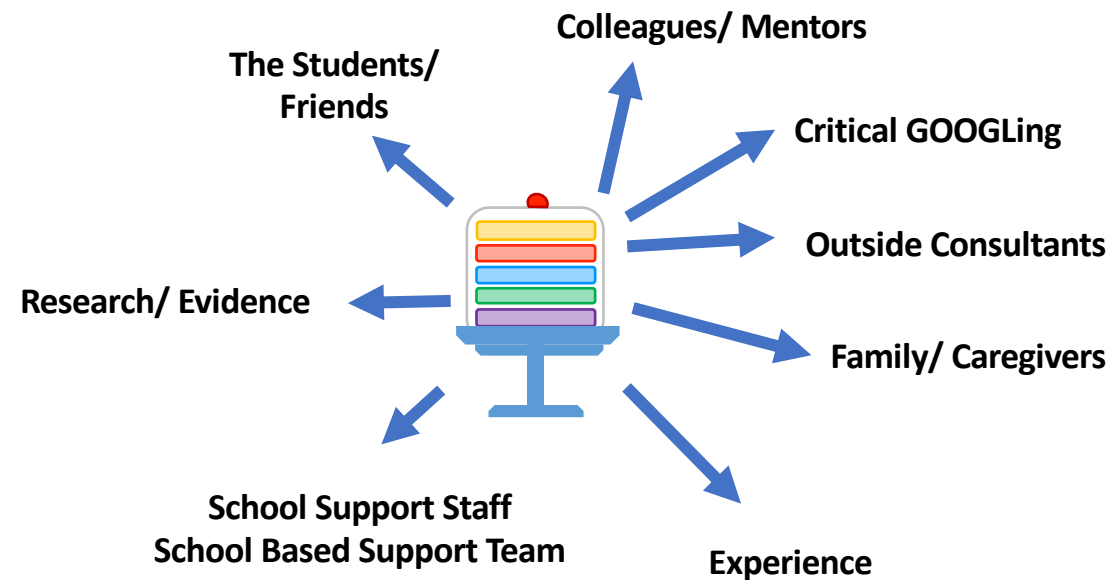 Colleagues/ Mentors
The Students/
Friends
Critical GOOGLing
Outside Consultants
Research/ Evidence
Family/ Caregivers
School Support Staff
School Based Support Team
Experience